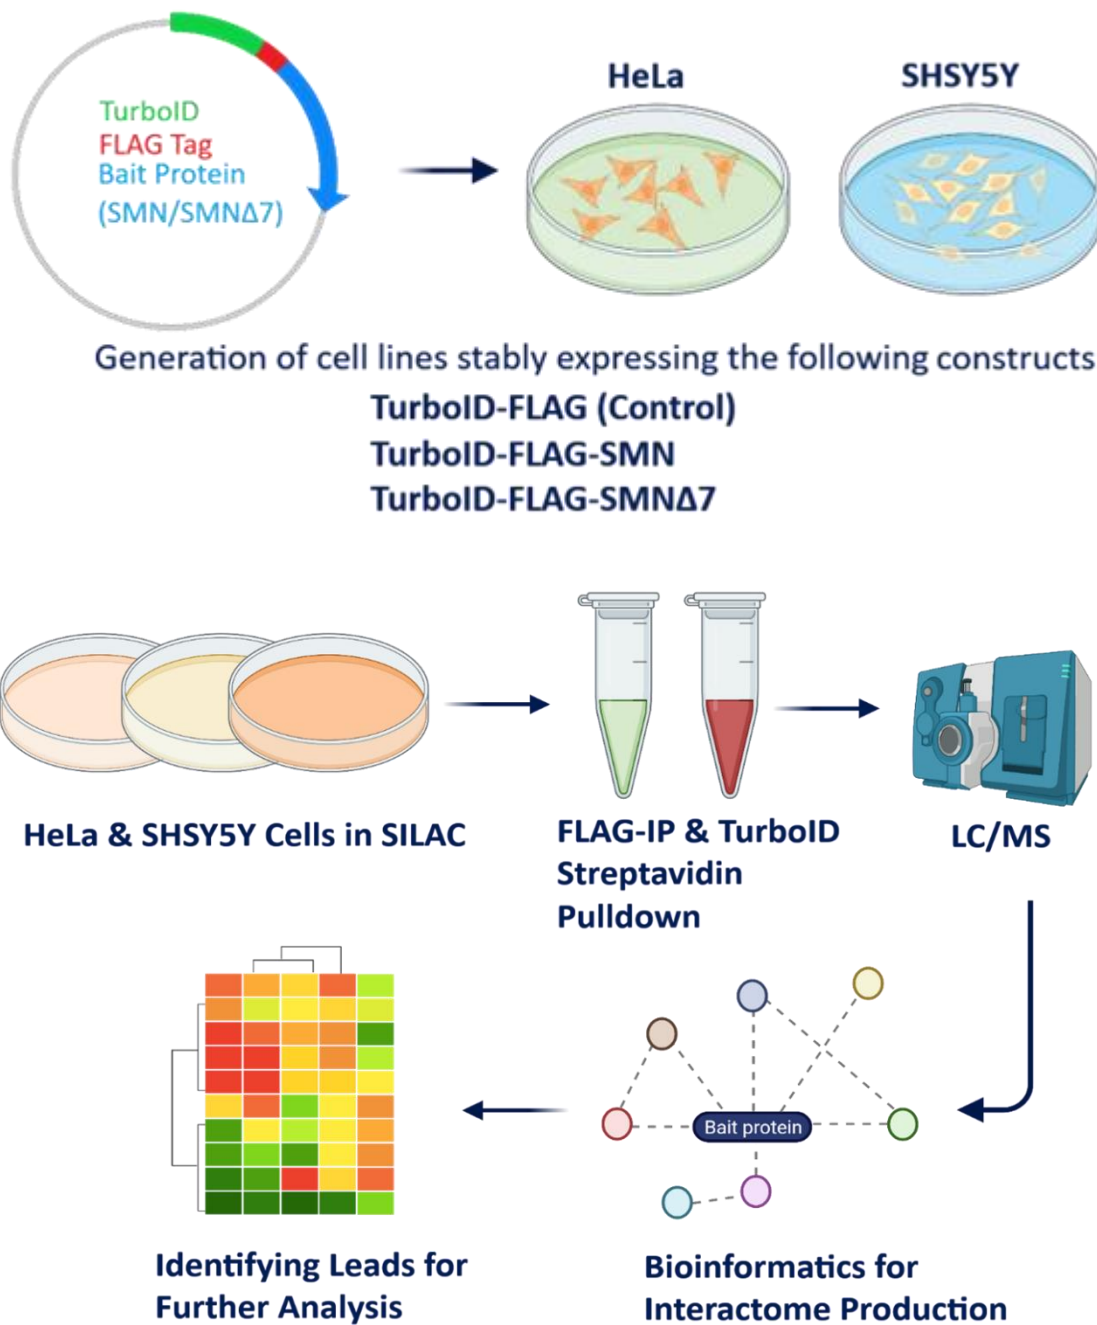 TurboID
FLAG Tag
Bait Protein
(SMN/SMNΔ7)
HeLa
SHSY5Y
Generation of cell lines stably expressing the following constructs
TurboID-FLAG (Control)
TurboID-FLAG-SMN
TurboID-FLAG-SMNΔ7
HeLa & SHSY5Y Cells in SILAC
FLAG-IP & TurboID
Streptavidin
Pulldown
LC/MS
Bait protein
Identifying Leads for
Further Analysis
Bioinformatics for
Interactome Production